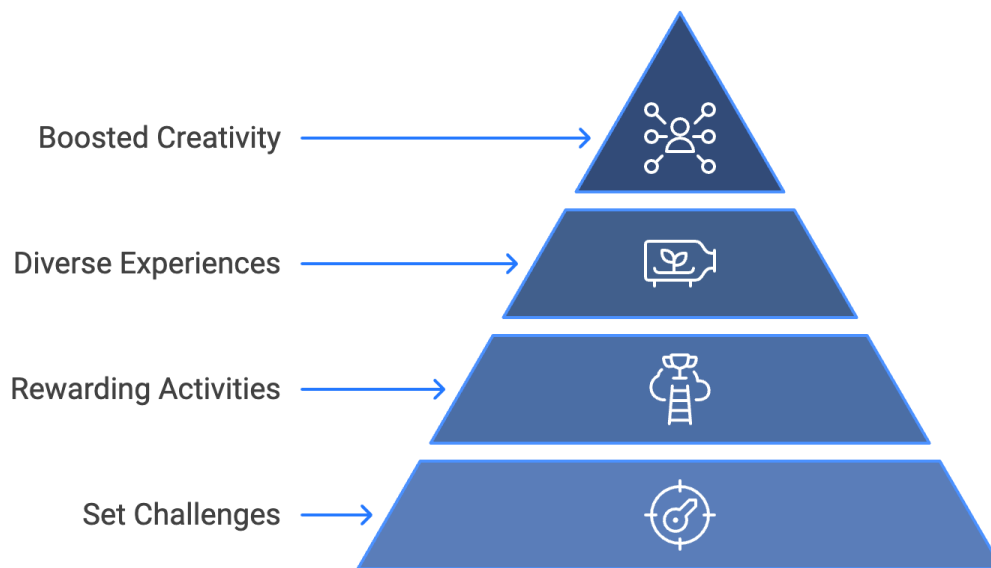 Boosted Creativity
Diverse Experiences
Rewarding Activities
Set Challenges